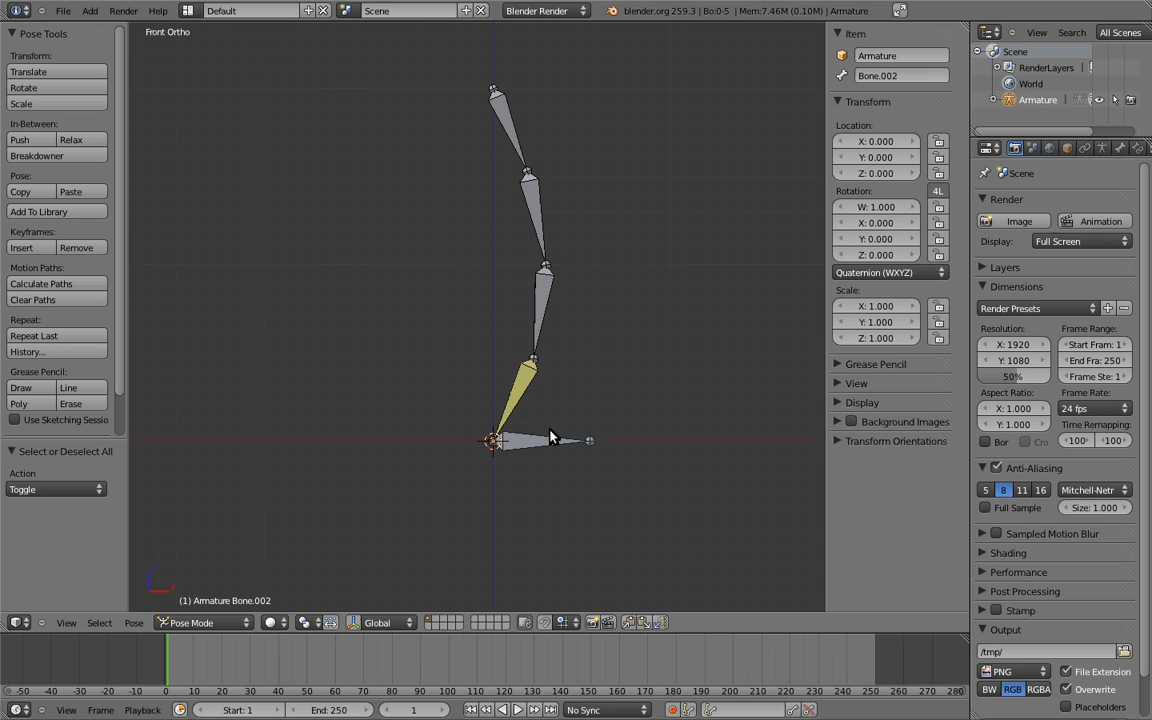 File Add Render Help Default Scene Blender Render blender.org 259.3 | Bo:0-5 | Mem:7.46M (0.10M) | Armature
Pose Tools
Transform:
Translate
Rotate
Scale
In-Between:
Push Relax
Breakdowner
Pose:
Copy Paste
Add To Library
Keyframes:
Insert Remove
Motion Paths:
Calculate Paths
Clear Paths
Repeat:
Repeat Last
History...
Grease Pencil:
Draw Line
Poly Erase
Use Sketching Sessio
Select or Deselect All
Action
Toggle
Front Ortho
(1) Armature Bone.002
Item
Armature
Bone.002
Transform
Location:
X: 0.000
Y: 0.000
Z: 0.000
Rotation: 4L
W: 1.000
X: 0.000
Y: 0.000
Z: 0.000
Quaternion (WXYZ)
Scale:
X: 1.000
Y: 1.000
Z: 1.000
Grease Pencil
View
Display
Background Images
Transform Orientations
View Search All Scenes
Scene
RenderLayers |
World
Armature
Scene
Render
Image Animation
Display: Full Screen
Layers
Dimensions
Render Presets
Resolution: Frame Range:
X: 1920 Start Fram: 1
Y: 1080 End Fra: 250
50% Frame Ste: 1
Aspect Ratio: Frame Rate:
X: 1.000 24 fps
Y: 1.000 Time Remapping:
Bor Cro 100 100
Anti-Aliasing
5 8 11 16 Mitchell-Netr
Full Sample Size: 1.000
Sampled Motion Blur
Shading
Performance
Post Processing
Stamp
Output
/tmp/
PNG File Extension
BW RGB RGBA Overwrite
Placeholders
View Select Pose Pose Mode Global
-50 -40 -30 -20 -10 0 10 20 30 40 50 60 70 80 90 100 110 120 130 140 150 160 170 180 190 200 210 220 230 240 250 260 270 280
View Frame Playback Start: 1 End: 250 1 No Sync